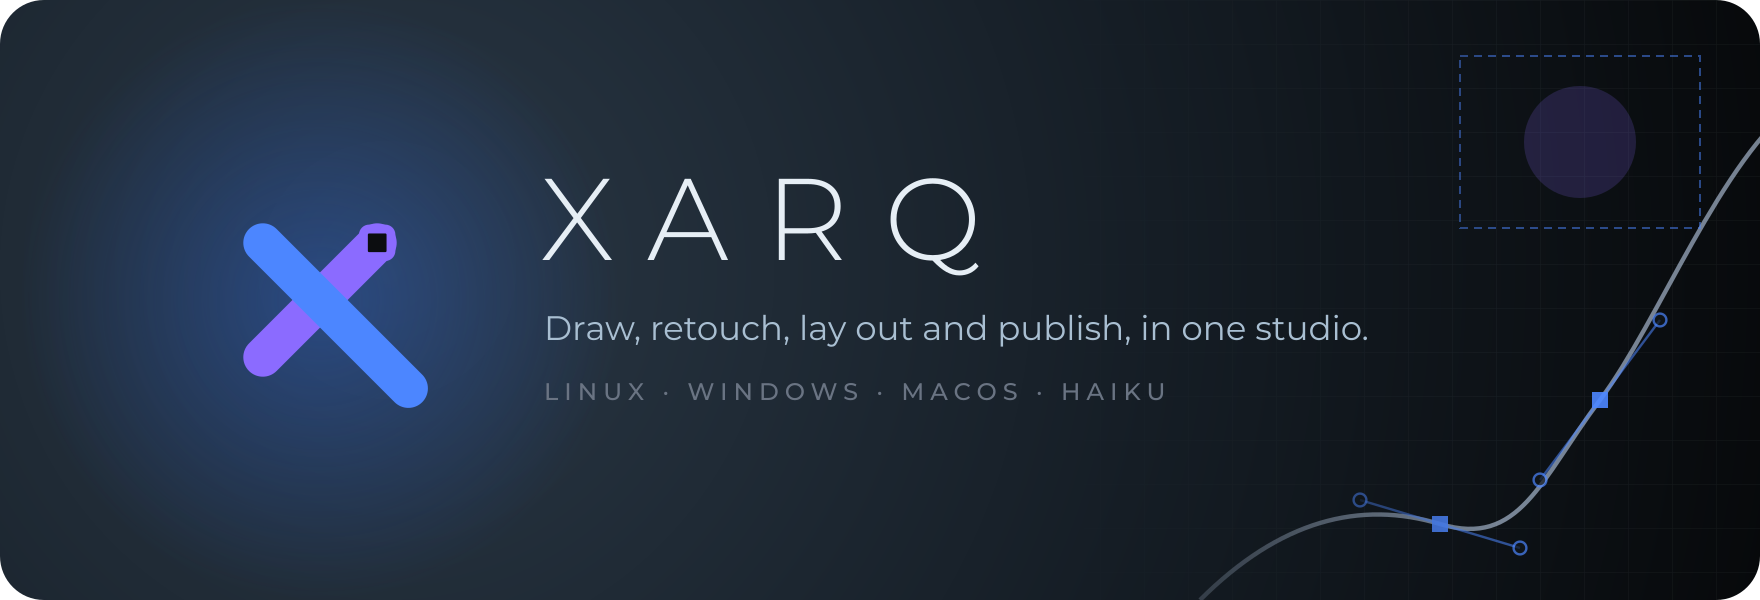 XARQ
Draw, retouch, lay out and publish, in one studio.
LINUX · WINDOWS · MACOS · HAIKU